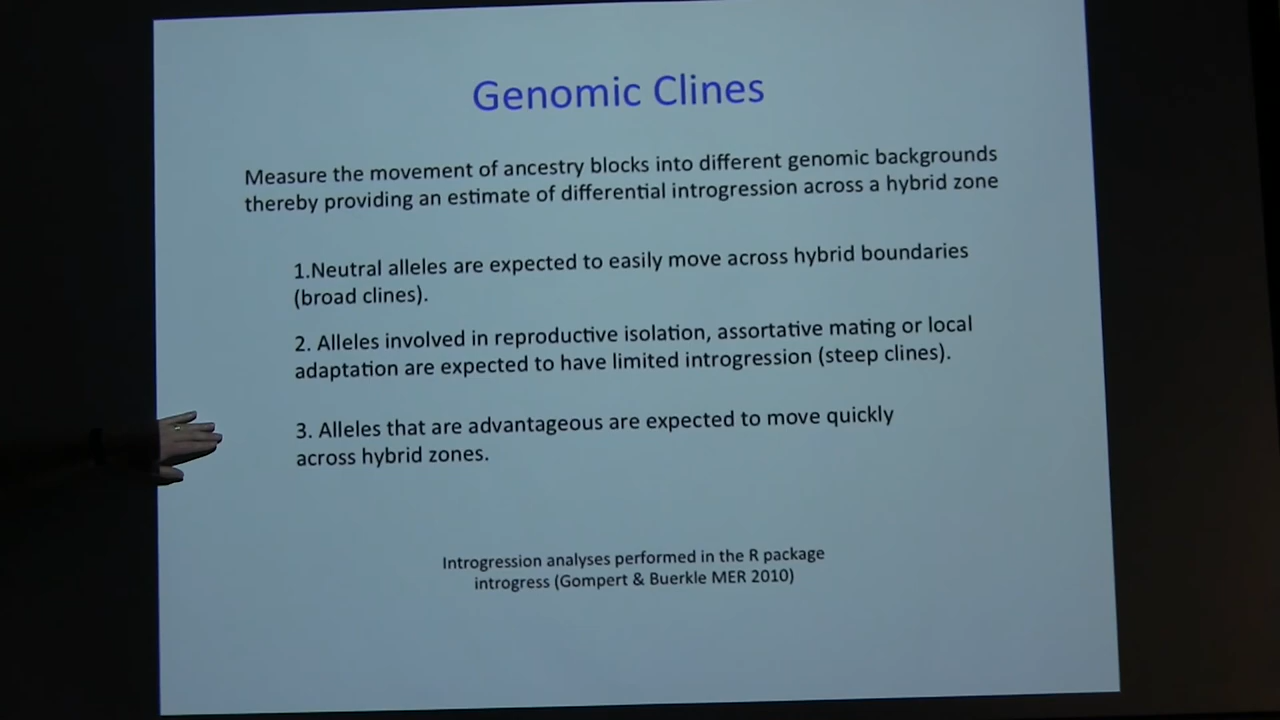 Genomic Clines
Measure the movement of ancestry blocks into different genomic backgrounds
thereby providing an estimate of differential introgression across a hybrid zone
1.Neutral alleles are expected to easily move across hybrid boundaries
(broad clines).
2. Alleles involved in reproductive isolation, assortative mating or local
adaptation are expected to have limited introgression (steep clines).
3. Alleles that are advantageous are expected to move quickly
across hybrid zones.
Introgression analyses performed in the R package
introgress (Gompert & Buerkle MER 2010)